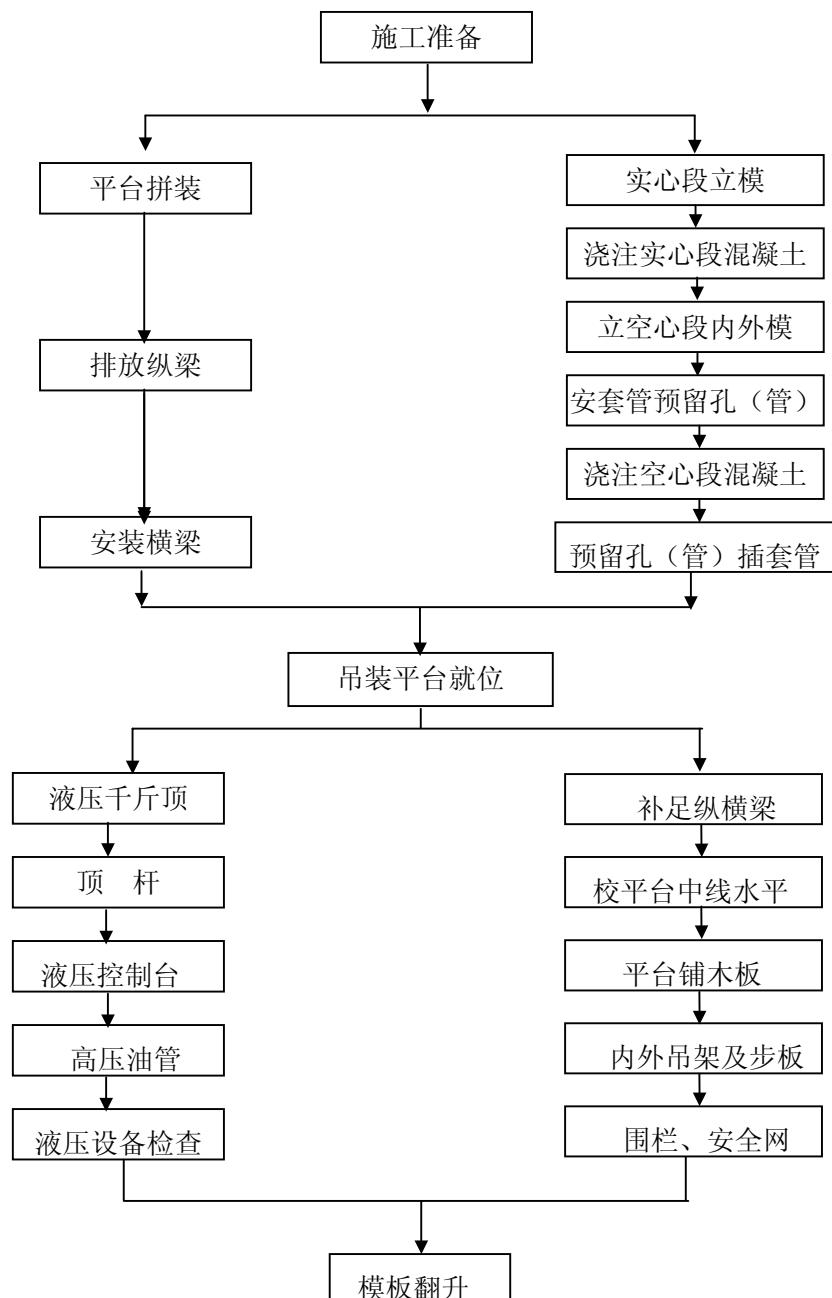 施工准备
平台拼装
排放纵梁
安装横梁
实心段立模
浇注实心段混凝土
立空心段内外模
安套管预留孔（管）
浇注空心段混凝土
预留孔（管）插套管
吊装平台就位
液压千斤顶
顶 杆
液压控制台
高压油管
液压设备检查
补足纵横梁
校平台中线水平
平台铺木板
内外吊架及步板
围栏、安全网
模板翻升